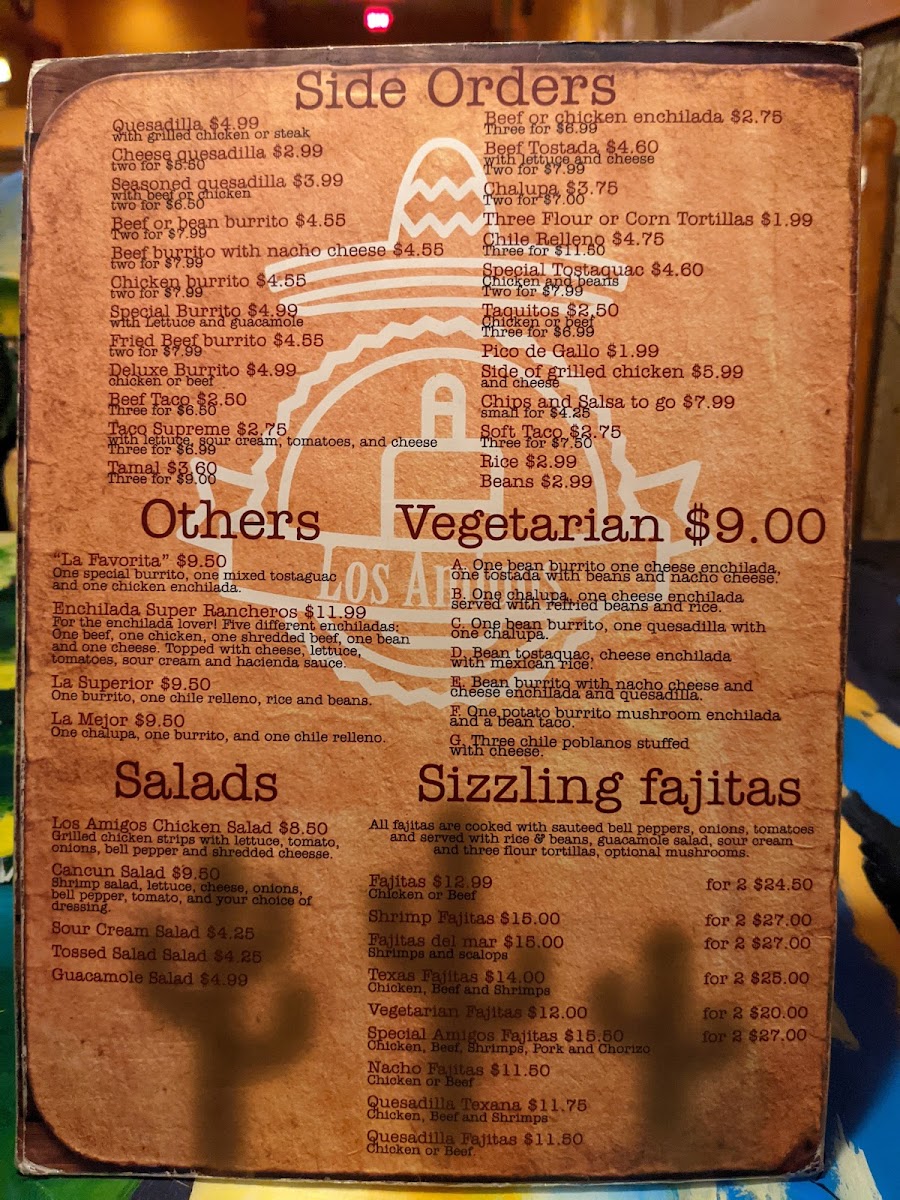 Side Orders
Quesadilla $4.99
with grilled chicken or steak
Cheese quesadilla $2.99
two for $5.50
Seasoned quesadilla $3.99
with beef or chicken
two for $6.50
Beef or bean burrito $4.55
Two for $7.99
Beef burrito with nacho cheese $4.55
two for $7.99
Chicken burrito $4.55
two for $7.99
Special Burrito $4.99
with Lettuce and guacamole
Fried Beef burrito $4.55
two for $7.99
Deluxe Burrito $4.99
chicken or beef
Beef Taco $2.50
Three for $6.50
Taco Supreme $2.75
with lettuce, sour cream, tomatoes, and cheese
Three for $6.99
Tamal $3.60
Three for $9.00
Beef or chicken enchilada $2.75
Three for $6.99
Beef Tostada $4.60
with lettuce and cheese
Two for $7.99
Chalupa $3.75
Two for $7.00
Three Flour or Corn Tortillas $1.99
Chile Relleno $4.75
Three for $11.50
Special Tostaquac $4.60
Chicken and beans
Two for $7.99
Taquitos $2,50
Chicken or beef
Three for $6.99
Pico de Gallo $1.99
Side of grilled chicken $5.99
and cheese
Chips and Salsa to go $7.99
small for $4.25
Soft Taco $2.75
Three for $7.50
Rice $2.99
Beans $2.99
Others
"La Favorita" $9.50
One special burrito, one mixed tostaguac
and one chicken enchilada.
Enchilada Super Rancheros $11.99
For the enchilada lover! Five different enchiladas;
One beef, one chicken, one shredded beef, one bean
and one cheese. Topped with cheese, lettuce,
tomatoes, sour cream and hacienda sauce.
La Superior $9.50
One burrito, one chile relleno, rice and beans.
La Mejor $9.50
One chalupa, one burrito, and one chile relleno.
Vegetarian $9.00
A. One bean burrito one cheese enchilada,
one tostada with beans and nacho cheese.
B. One chalupa, one cheese enchilada
served with refried beans and rice.
C. One bean burrito, one quesadilla with
one chalupa.
D. Bean tostaquac, cheese enchilada
with mexican rice.
E. Bean burrito with nacho cheese and
cheese enchilada and quesadilla.
F. One potato burrito mushroom enchilada
and a bean taco.
G. Three chile poblanos stuffed
with cheese.
Los
Salads
Los Amigos Chicken Salad $8.50
Grilled chicken strips with lettuce, tomato,
onions, bell pepper and shredded cheesse.
Cancun Salad $9.50
Shrimp salad, lettuce, cheese, onions,
bell pepper, tomato, and your choice of
dressing.
Sour Cream Salad $4.25
Tossed Salad Salad $4.25
Guacamole Salad $4.99
Sizzling fajitas
All fajitas are cooked with sauteed bell peppers, onions, tomatoes
and served with rice & beans, guacamole salad, sour cream
and three flour tortillas, optional mushrooms.
Fajitas $12.99 for 2 $24.50
Chicken or Beef
Shrimp Fajitas $15.00 for 2 $27.00
Fajitas del mar $15.00 for 2 $27.00
Shrimps and scalops
Texas Fajitas $14.00 for 2 $25.00
Chicken, Beef and Shrimps
Vegetarian Fajitas $12.00 for 2 $20.00
Special Amigos Fajitas $15.50 for 2 $27.00
Chicken, Beef, Shrimps, Pork and Chorizo
Nacho Fajitas $11.50
Chicken or Beef
Quesadilla Texana $11.75
Chicken, Beef and Shrimps
Quesadilla Fajitas $11.50
Chicken or Beef